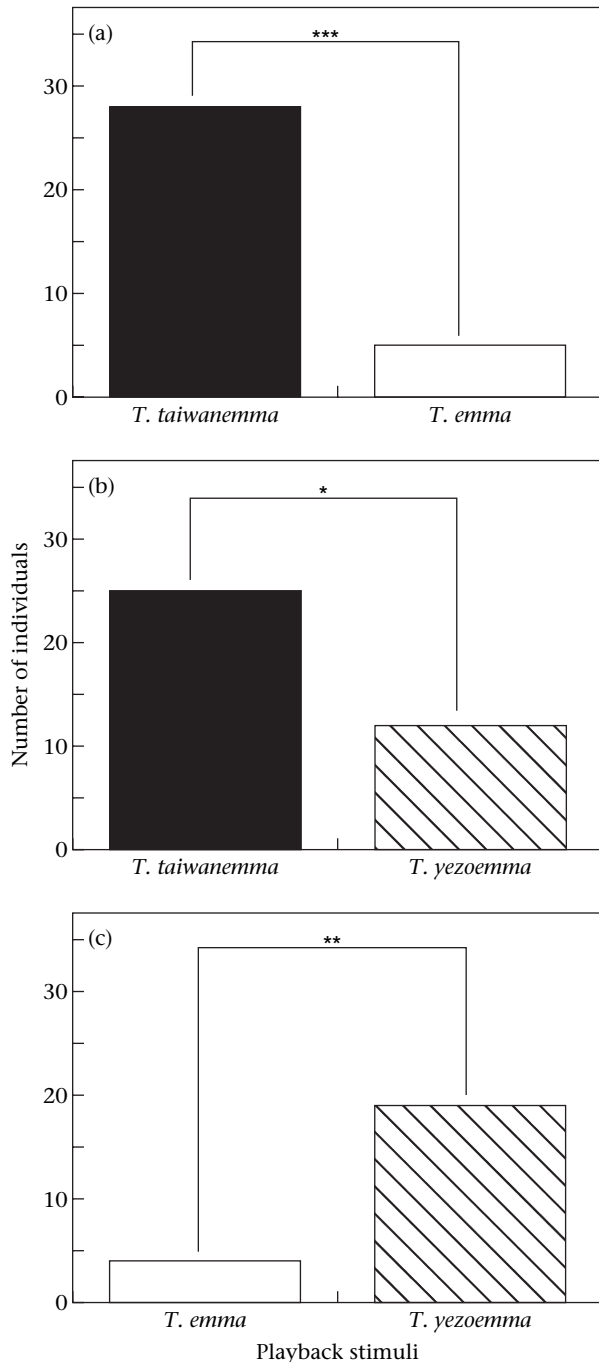 (a)
***
30
20
10
0
T. taiwanemma T. emma
(b)
*
30
20
10
0
T. taiwanemma T. yezoemma
Number of individuals
(c)
**
30
20
10
0
T. emma T. yezoemma
Playback stimuli